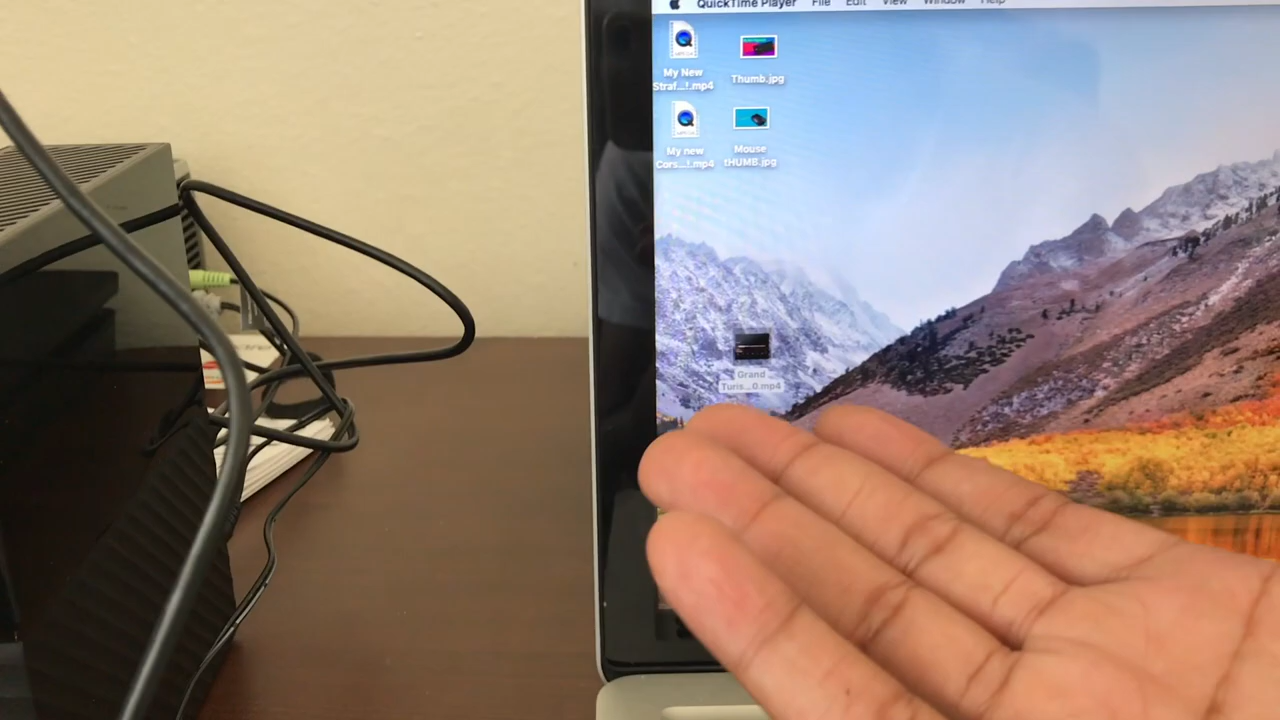 QuickTime Player File Edit View Window Help
My New
Straf...!.mp4
Thumb.jpg
My new
Cors...!.mp4
Mouse
tHUMB.jpg
Grand
Turis...0.mp4